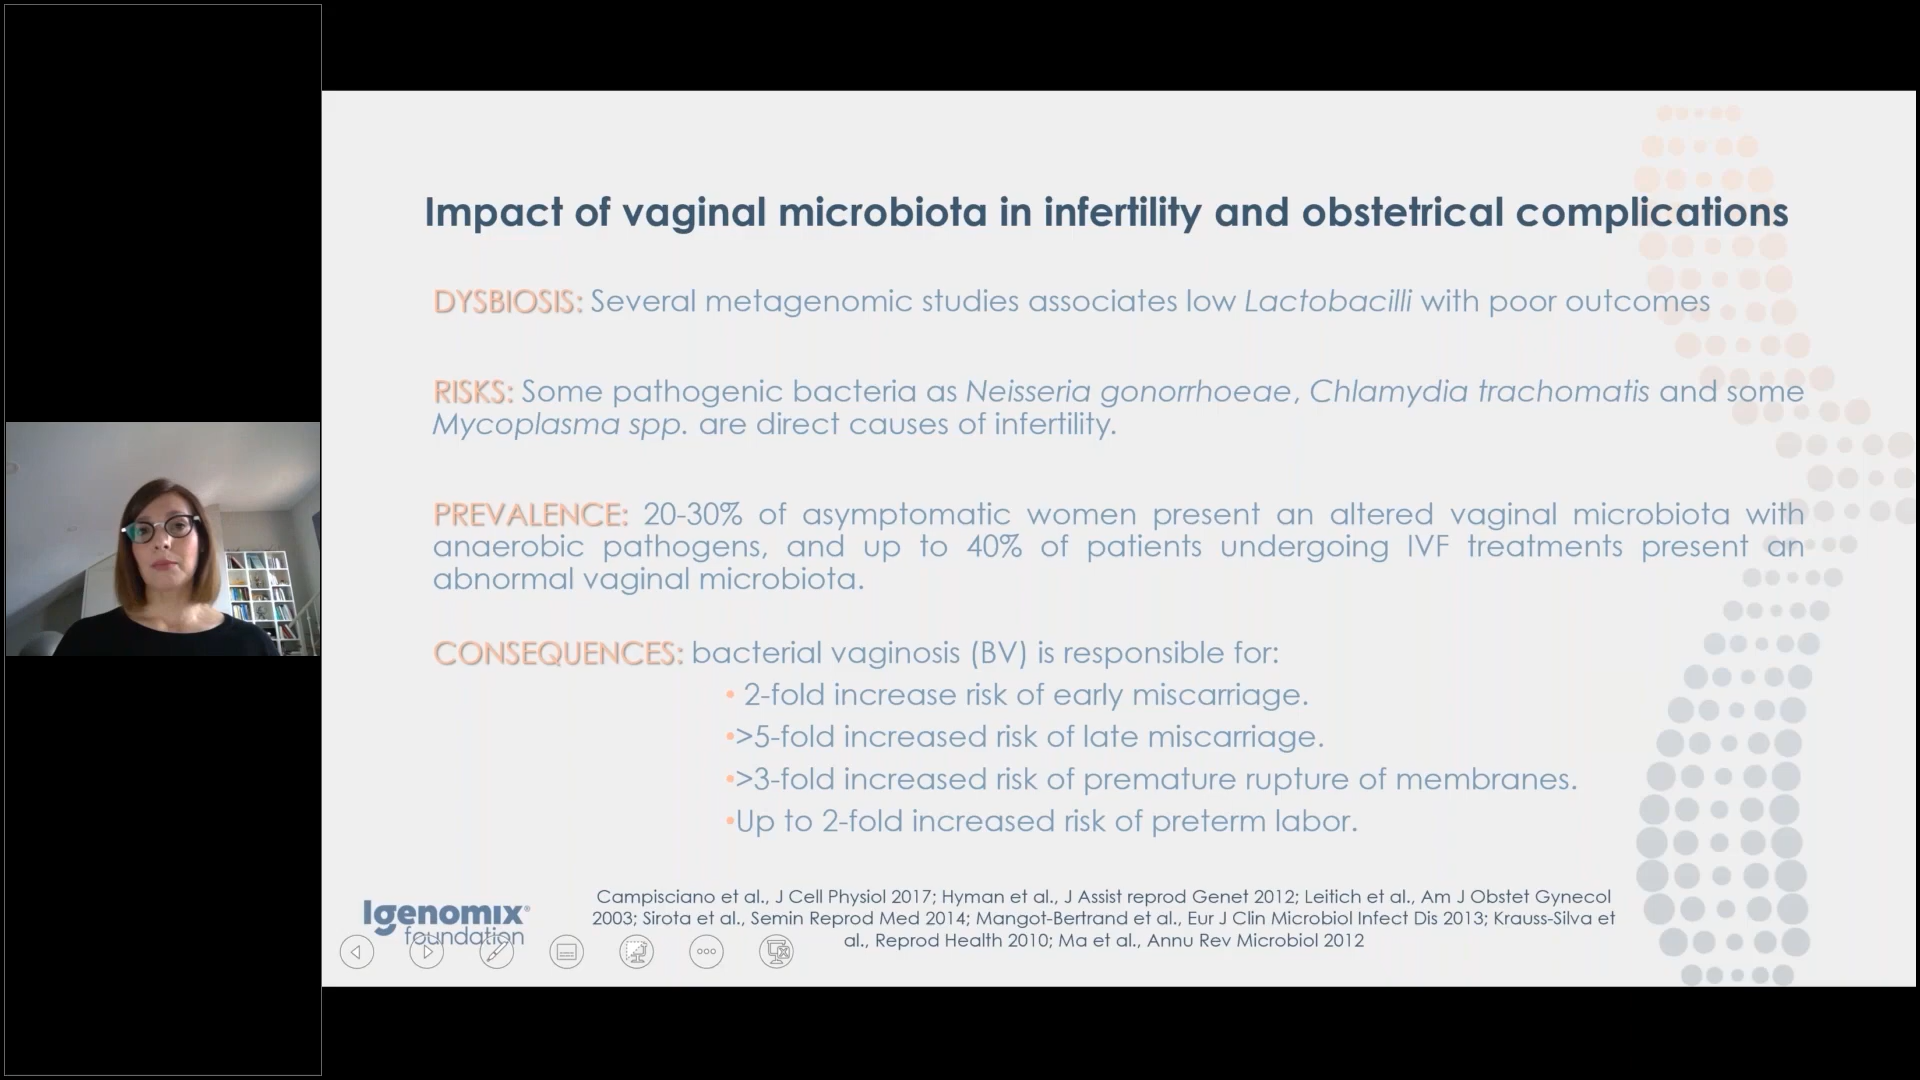 Impact of vaginal microbiota in infertility and obstetrical complications
DYSBIOSIS: Several metagenomic studies associates low Lactobacilli with poor outcomes
RISKS: Some pathogenic bacteria as Neisseria gonorrhoeae, Chlamydia trachomatis and some
Mycoplasma spp. are direct causes of infertility.
PREVALENCE: 20-30% of asymptomatic women present an altered vaginal microbiota with
anaerobic pathogens, and up to 40% of patients undergoing IVF treatments present an
abnormal vaginal microbiota.
CONSEQUENCES: bacterial vaginosis (BV) is responsible for:
• 2-fold increase risk of early miscarriage.
•>5-fold increased risk of late miscarriage.
•>3-fold increased risk of premature rupture of membranes.
•Up to 2-fold increased risk of preterm labor.
Campisciano et al., J Cell Physiol 2017; Hyman et al., J Assist reprod Genet 2012; Leitich et al., Am J Obstet Gynecol
2003; Sirota et al., Semin Reprod Med 2014; Mangot-Bertrand et al., Eur J Clin Microbiol Infect Dis 2013; Krauss-Silva et
al., Reprod Health 2010; Ma et al., Annu Rev Microbiol 2012
Igenomix®
foundation